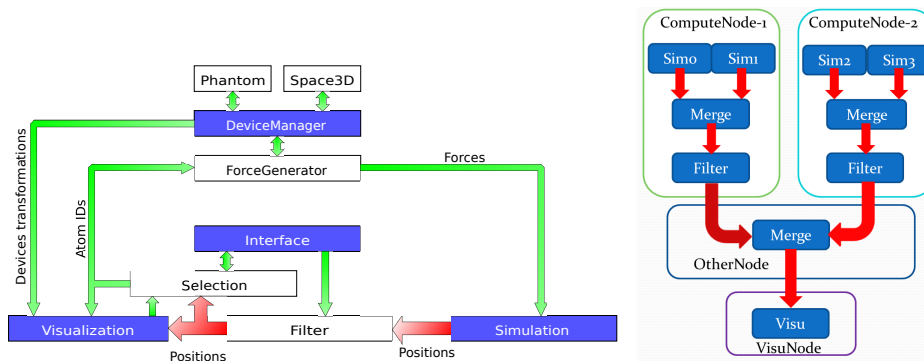 Phantom
Space3D
DeviceManager
ForceGenerator
Forces
Devices transformations
Atom IDs
Interface
Selection
Visualization
Filter
Simulation
Positions
Positions
ComputeNode-1
ComputeNode-2
Sim0
Sim1
Sim2
Sim3
Merge
Merge
Filter
Filter
Merge
OtherNode
Visu
VisuNode